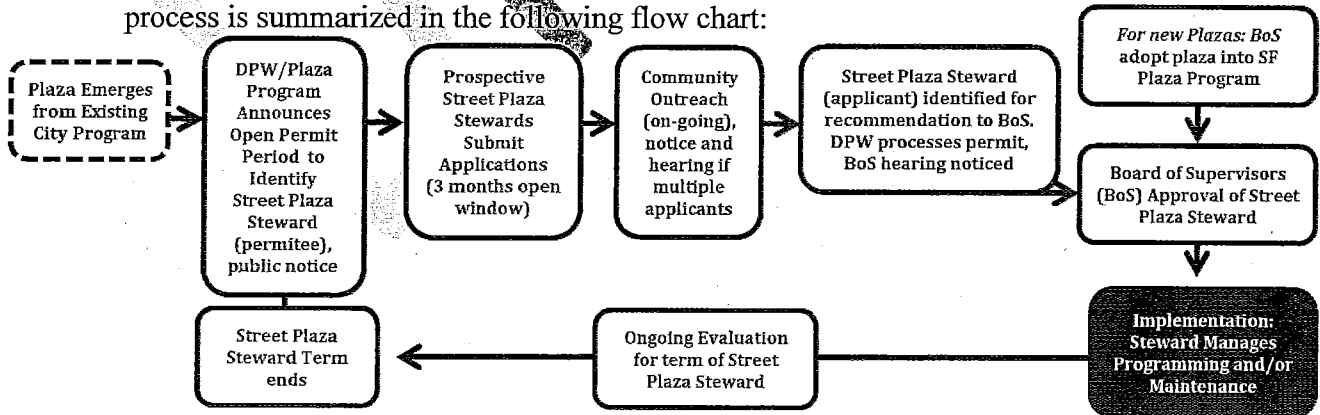 process is summarized in the following flow chart:
Plaza Emerges
from Existing
City Program
DPW/Plaza
Program
Announces
Open Permit
Period to
Identify
Street Plaza
Steward
(permitee),
public notice
Prospective
Street Plaza
Stewards
Submit
Applications
(3 months open
window)
Community
Outreach
(on-going),
notice and
hearing if
multiple
applicants
Street Plaza Steward
(applicant) identified for
recommendation to BoS.
DPW processes permit,
BoS hearing noticed
For new Plazas: BoS
adopt plaza into SF
Plaza Program
Board of Supervisors
(BoS) Approval of Street
Plaza Steward
Implementation:
Steward Manages
Programming and/or
Maintenance
Ongoing Evaluation
for term of Street
Plaza Steward
Street Plaza
Steward Term
ends